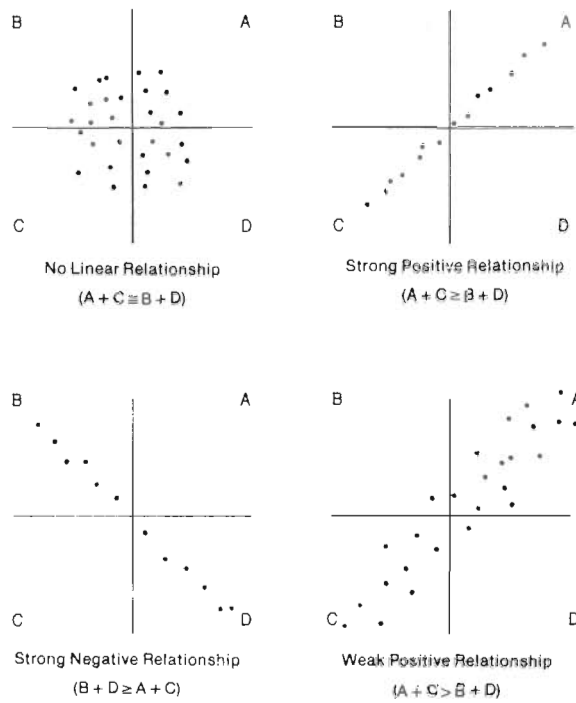 B A
C D
No Linear Relationship
(A + C ≅ B + D)
B A
C D
Strong Positive Relationship
(A + C ≥ B + D)
B A
C D
Strong Negative Relationship
(B + D ≥ A + C)
B A
C D
Weak Positive Relationship
(A + C > B + D)